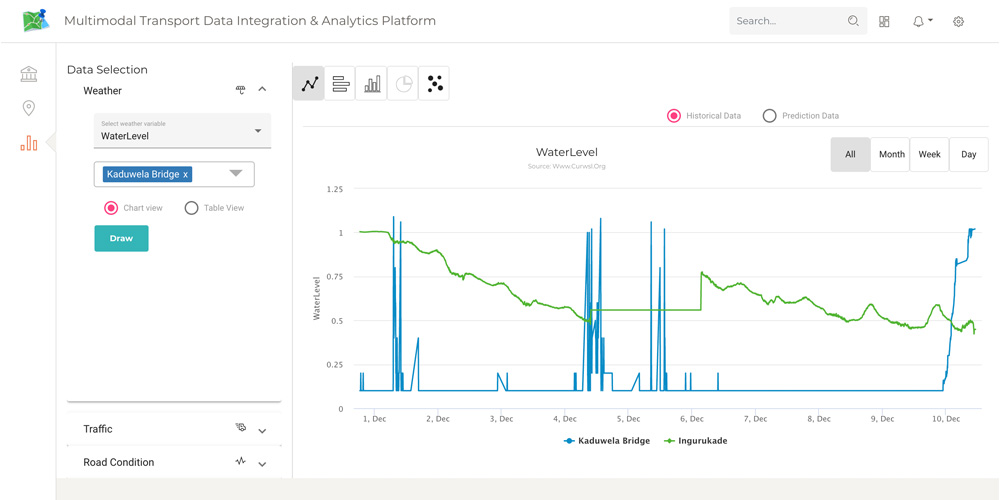 Multimodal Transport Data Integration & Analytics Platform
Search...
Data Selection
Weather
Select weather variable
WaterLevel
Kaduwela Bridge x
Chart view
Table View
Draw
Traffic
Road Condition
Historical Data
Prediction Data
WaterLevel
Source: Www.Curwsl.Org
All
Month
Week
Day
WaterLevel
1.25
1
0.75
0.5
0.25
0
1, Dec
2, Dec
3, Dec
4, Dec
5, Dec
6, Dec
7, Dec
8, Dec
9, Dec
10, Dec
Kaduwela Bridge
Ingurukade